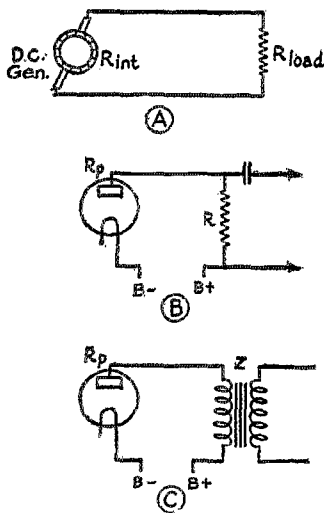 D.C. Gen. Rint Rload
A
Rp
R
B- B+
B
Rp Z
B- B+
C